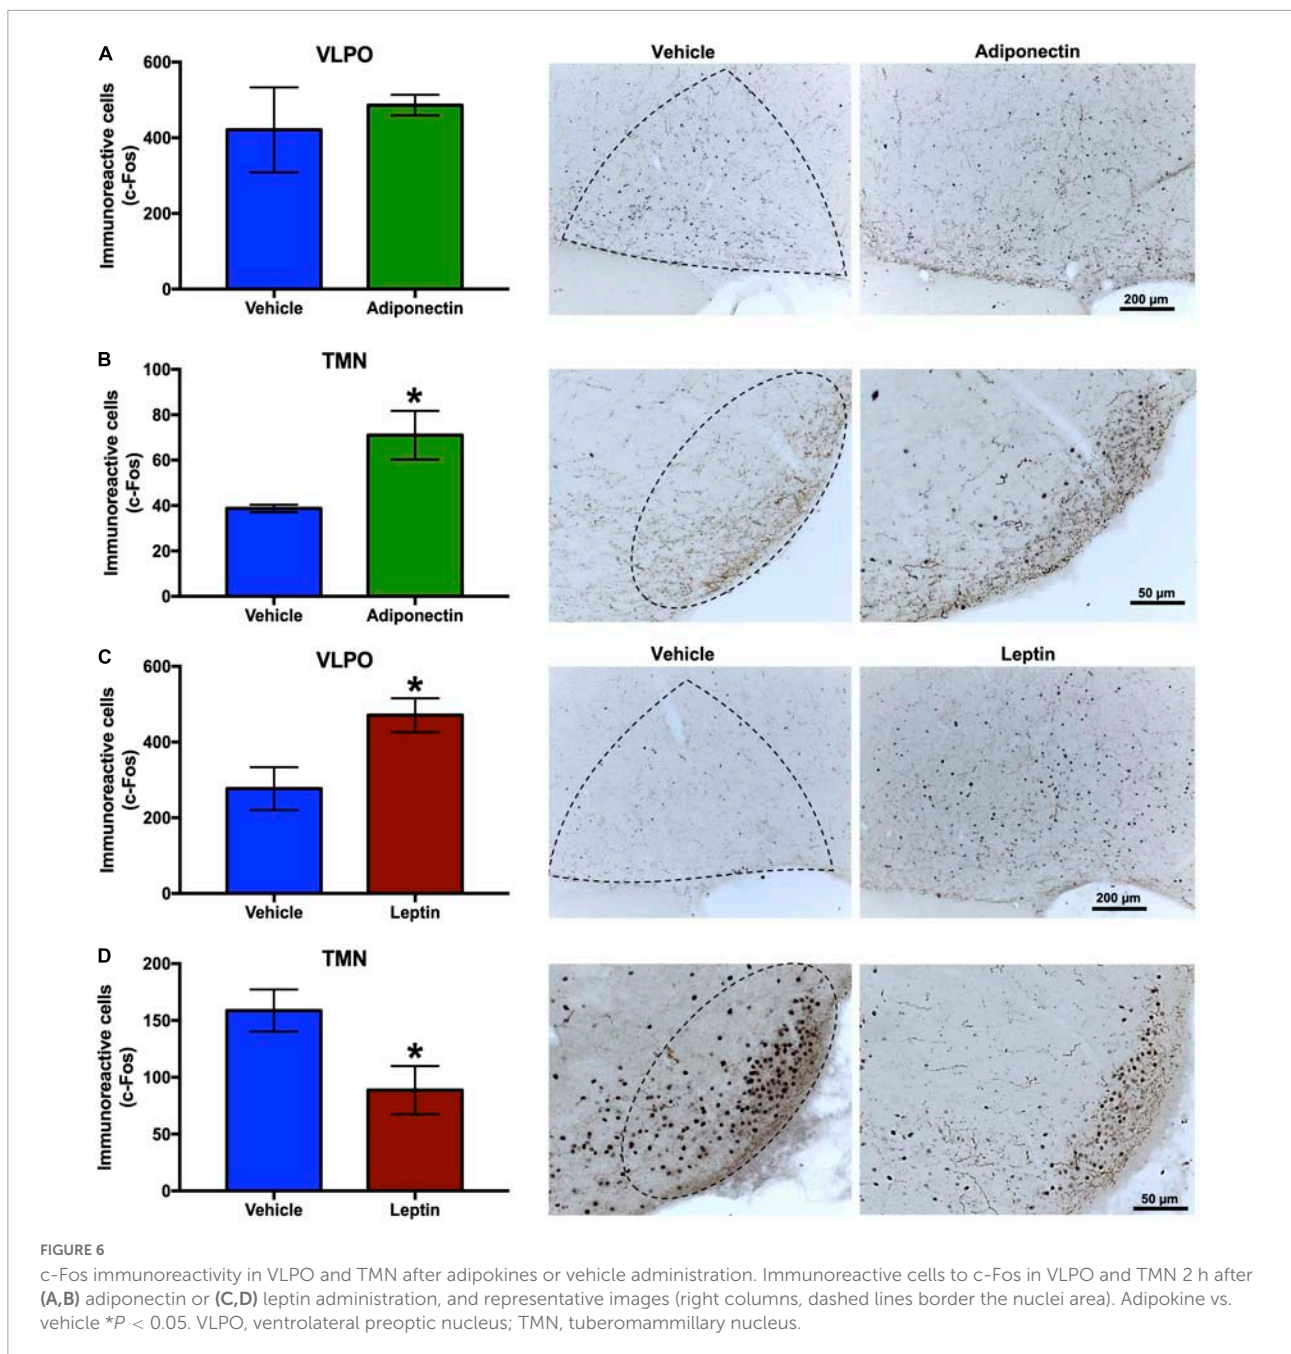 A
VLPO
Vehicle
Adiponectin
Immunoreactive cells
(c-Fos)
600
400
200
0
Vehicle
Adiponectin
200 µm
B
TMN
Immunoreactive cells
(c-Fos)
100
80
60
40
20
0
*
Vehicle
Adiponectin
50 µm
C
VLPO
Vehicle
Leptin
Immunoreactive cells
(c-Fos)
600
400
200
0
*
Vehicle
Leptin
200 µm
D
TMN
Immunoreactive cells
(c-Fos)
200
150
100
50
0
*
Vehicle
Leptin
50 µm
FIGURE 6
c-Fos immunoreactivity in VLPO and TMN after adipokines or vehicle administration. Immunoreactive cells to c-Fos in VLPO and TMN 2 h after
(A,B) adiponectin or (C,D) leptin administration, and representative images (right columns, dashed lines border the nuclei area). Adipokine vs.
vehicle *P < 0.05. VLPO, ventrolateral preoptic nucleus; TMN, tuberomammillary nucleus.